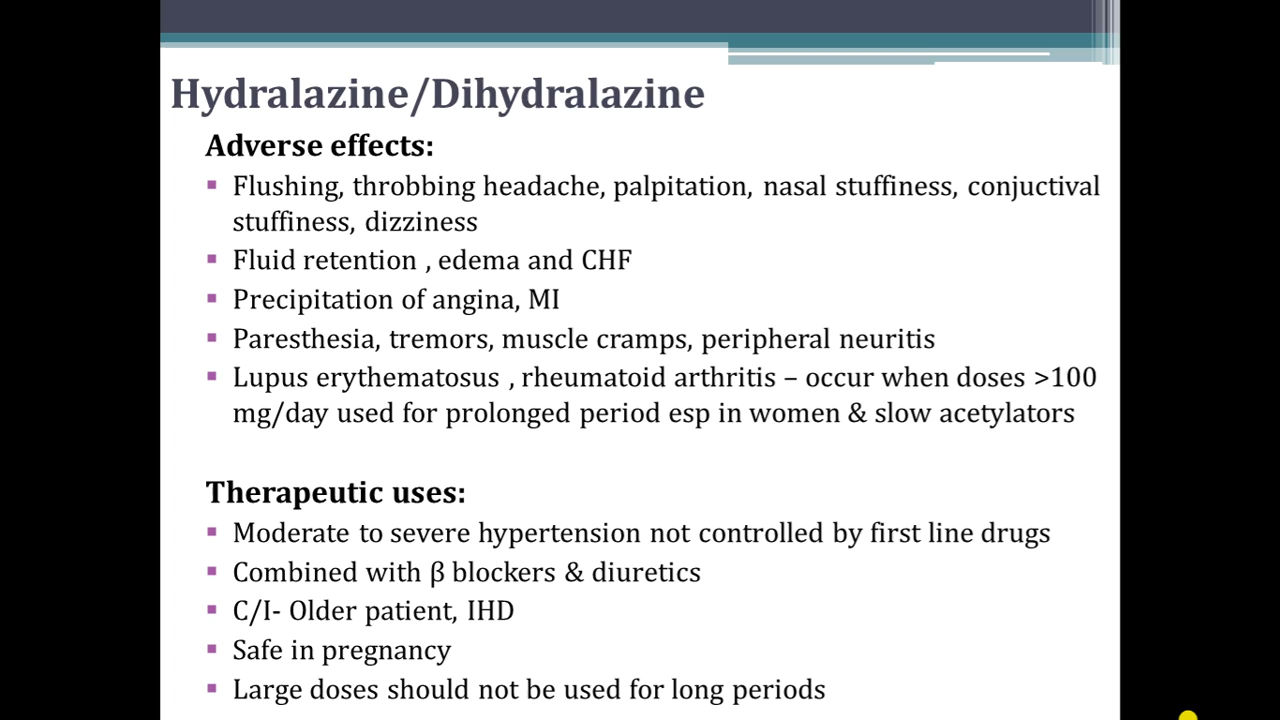 Hydralazine/Dihydralazine
Adverse effects:
▪ Flushing, throbbing headache, palpitation, nasal stuffiness, conjuctival
stuffiness, dizziness
▪ Fluid retention , edema and CHF
▪ Precipitation of angina, MI
▪ Paresthesia, tremors, muscle cramps, peripheral neuritis
▪ Lupus erythematosus , rheumatoid arthritis – occur when doses >100
mg/day used for prolonged period esp in women & slow acetylators
Therapeutic uses:
▪ Moderate to severe hypertension not controlled by first line drugs
▪ Combined with β blockers & diuretics
▪ C/I- Older patient, IHD
▪ Safe in pregnancy
▪ Large doses should not be used for long periods